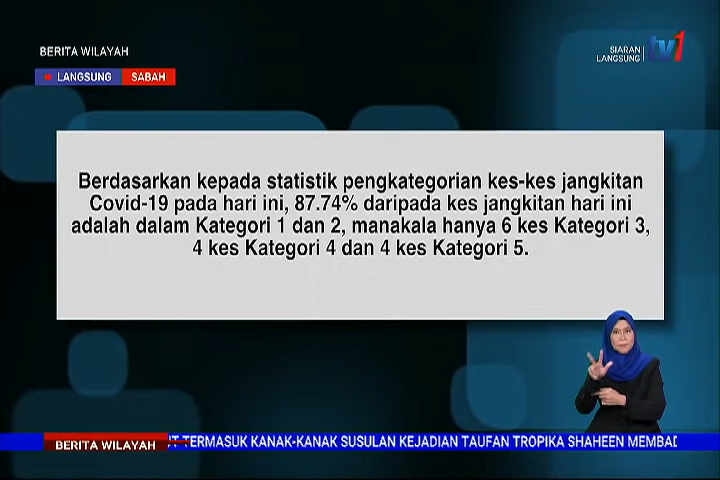 BERITA WILAYAH
LANGSUNG SABAH
SIARAN
LANGSUNG
tv1
Berdasarkan kepada statistik pengkategorian kes-kes jangkitan
Covid-19 pada hari ini, 87.74% daripada kes jangkitan hari ini
adalah dalam Kategori 1 dan 2, manakala hanya 6 kes Kategori 3,
4 kes Kategori 4 dan 4 kes Kategori 5.
BERITA WILAYAH TERMASUK KANAK-KANAK SUSULAN KEJADIAN TAUFAN TROPIKA SHAHEEN